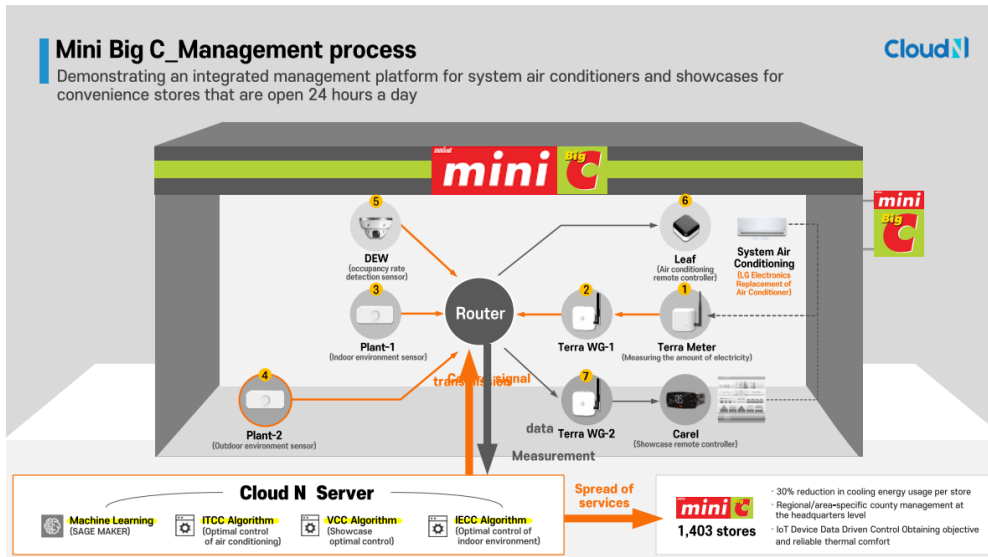 Mini Big C_Management process
CloudN
Demonstrating an integrated management platform for system air conditioners and showcases for
convenience stores that are open 24 hours a day
mini
Big
C
mini
Big
C
5
DEW
(occupancy rate
detection sensor)
6
Leaf
(Air conditioning
remote controller)
System Air
Conditioning
(LG Electronics
Replacement of
Air Conditioner)
3
Plant-1
(Indoor environment sensor)
Router
2
Terra WG-1
1
Terra Meter
(Measuring the amount of electricity)
4
Plant-2
(Outdoor environment sensor)
transmission
signal
7
Terra WG-2
Carel
(Showcase remote controller)
data
Measurement
Cloud N Server
Machine Learning
(SAGE MAKER)
ITCC Algorithm
(Optimal control
of air conditioning)
VCC Algorithm
(Showcase
optimal control)
IECC Algorithm
(Optimal control of
indoor environment)
Spread of
services
mini
Big
C
1,403 stores
· 30% reduction in cooling energy usage per store
· Regional/area-specific county management at
the headquarters level
· IoT Device Data Driven Control Obtaining objective
and reliable thermal comfort